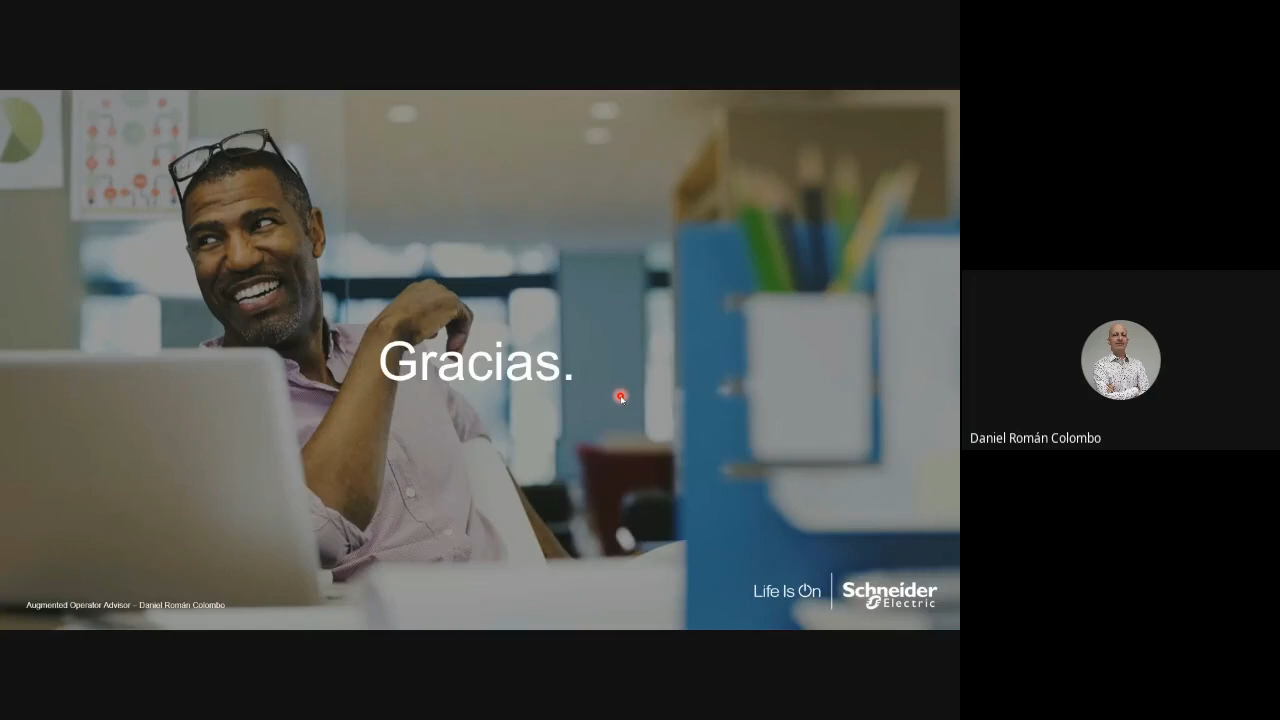 Gracias.
Daniel Román Colombo
Life Is On
Schneider
Electric
Augmented Operator Advisor – Daniel Román Colombo